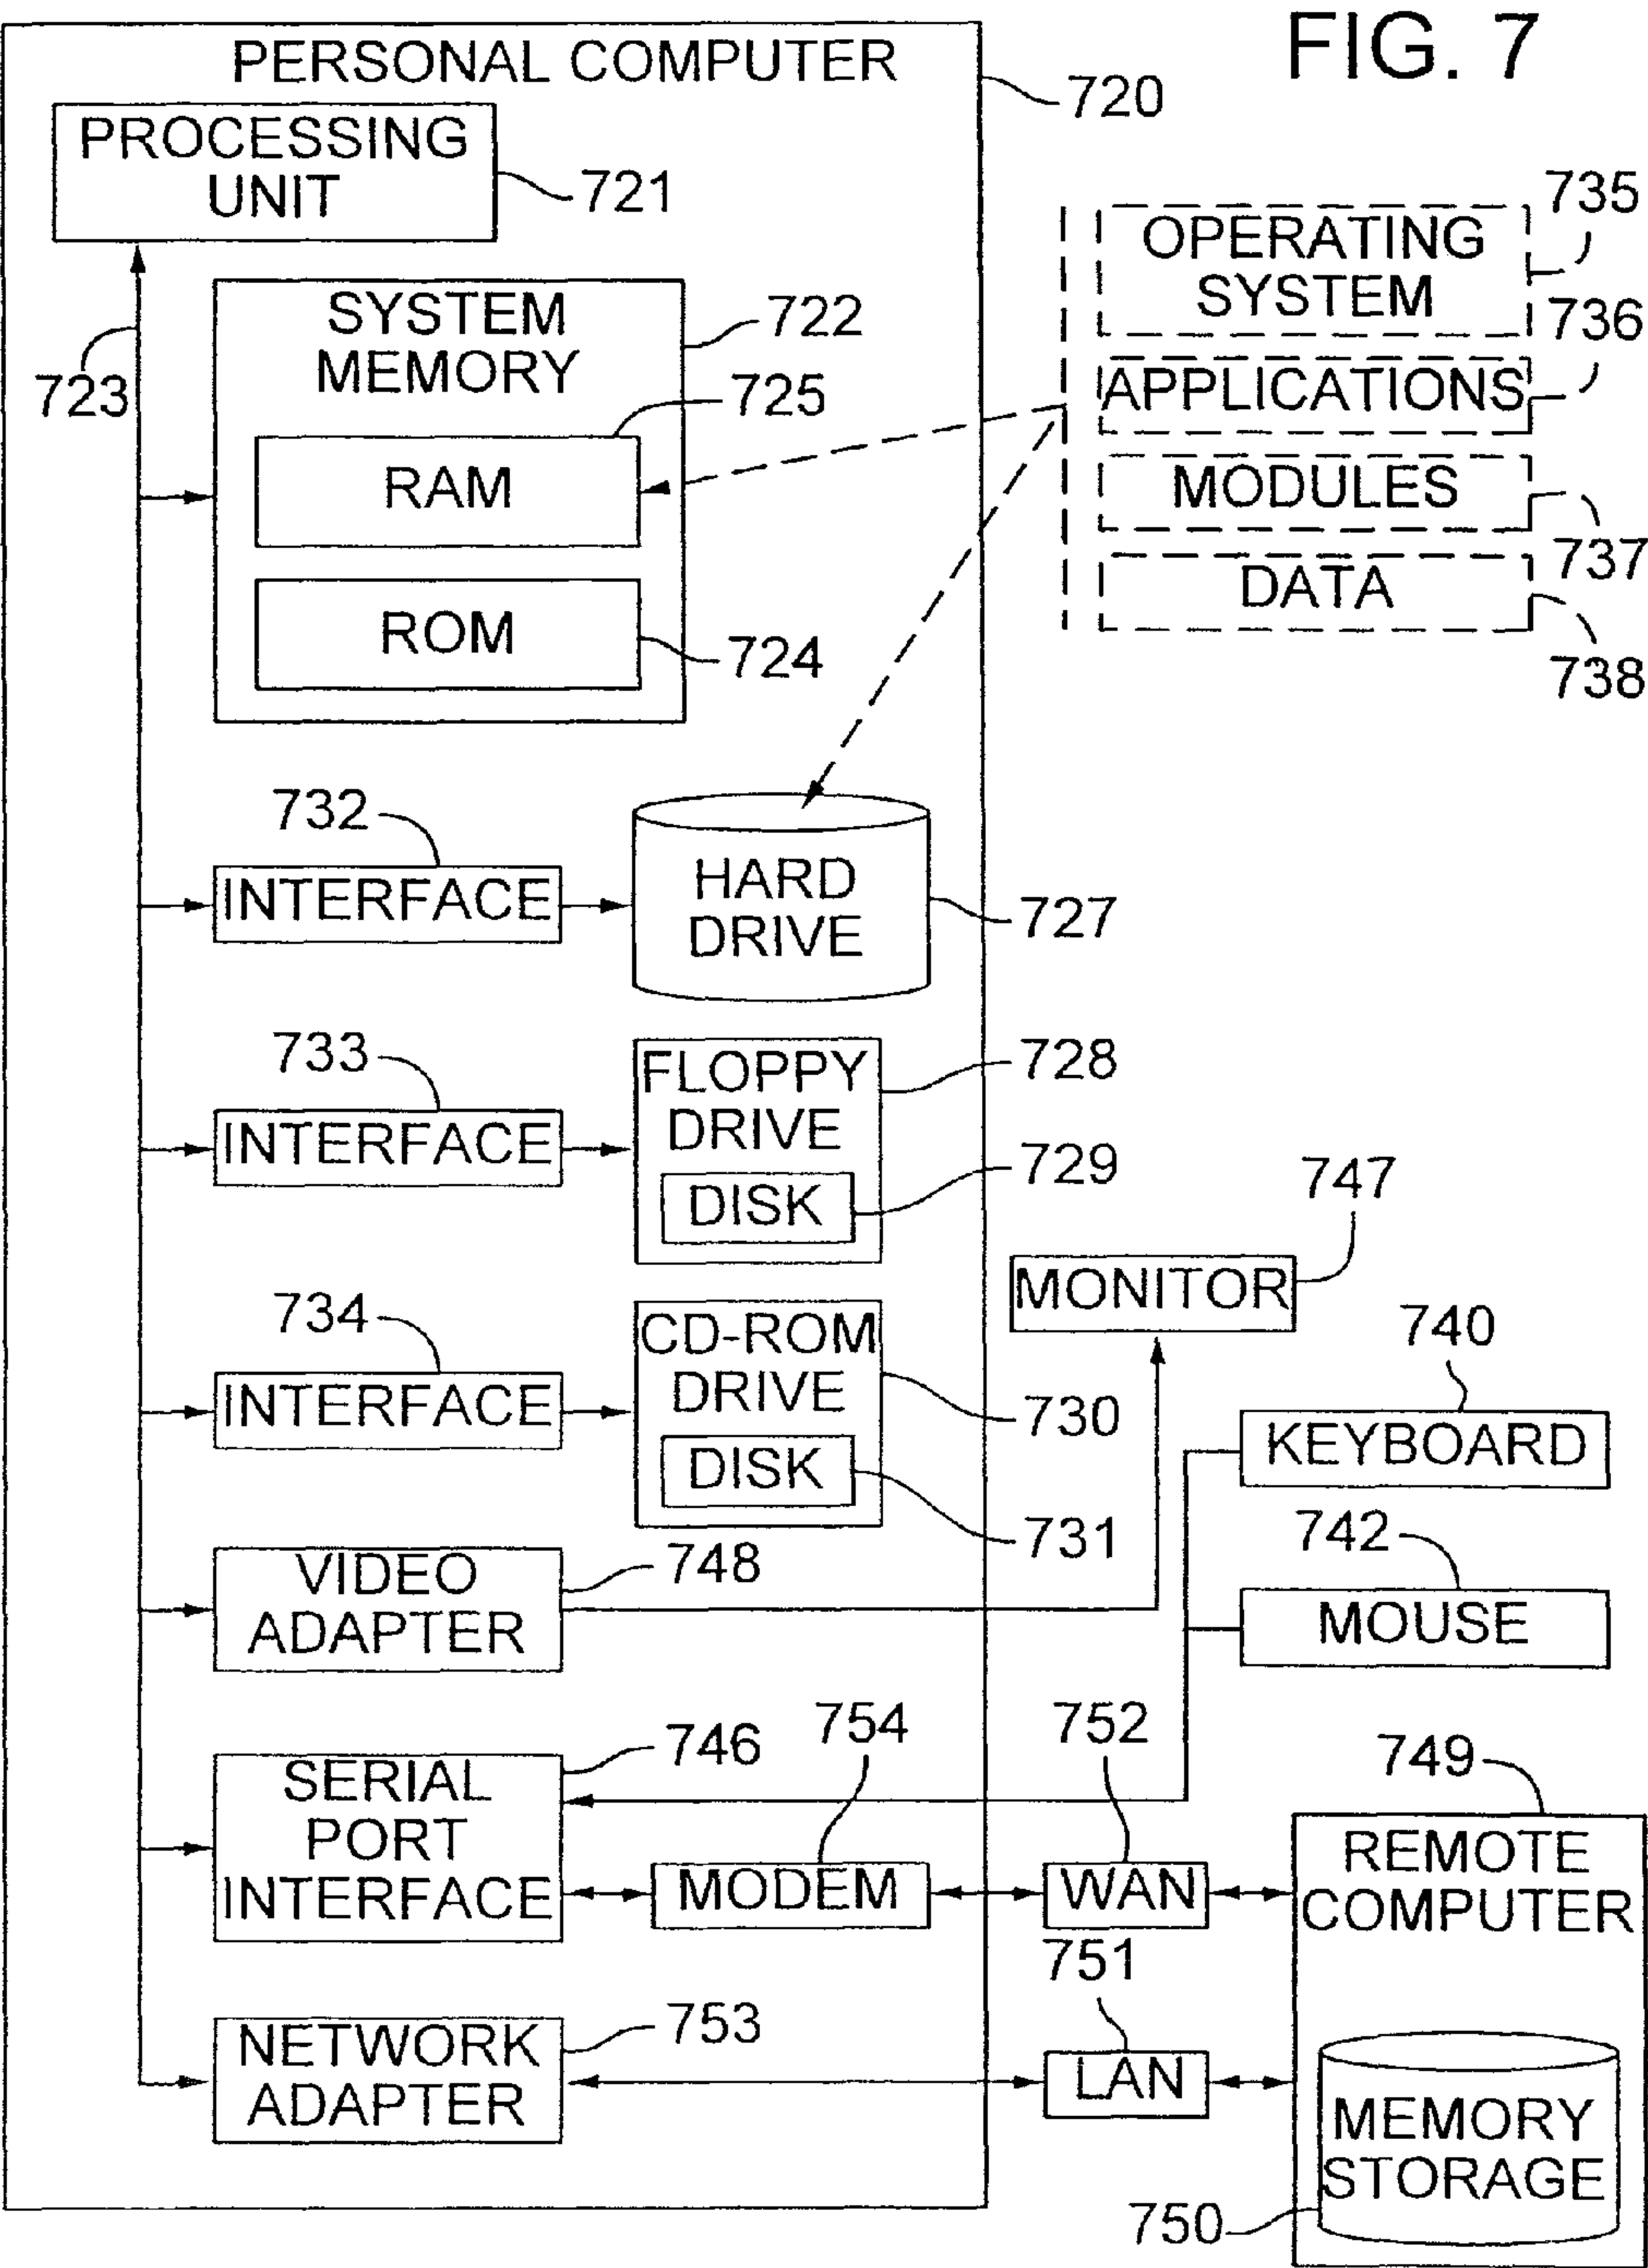 FIG. 7
PERSONAL COMPUTER
720
PROCESSING
UNIT
721
723
SYSTEM
MEMORY
722
725
RAM
ROM
724
735
OPERATING
SYSTEM
736
APPLICATIONS
MODULES
737
DATA
738
732
INTERFACE
HARD
DRIVE
727
733
INTERFACE
FLOPPY
DRIVE
728
DISK
729
734
INTERFACE
CD-ROM
DRIVE
730
DISK
731
747
MONITOR
740
KEYBOARD
742
MOUSE
VIDEO
ADAPTER
748
746
SERIAL
PORT
INTERFACE
754
MODEM
752
WAN
749
REMOTE
COMPUTER
751
LAN
753
NETWORK
ADAPTER
MEMORY
STORAGE
750